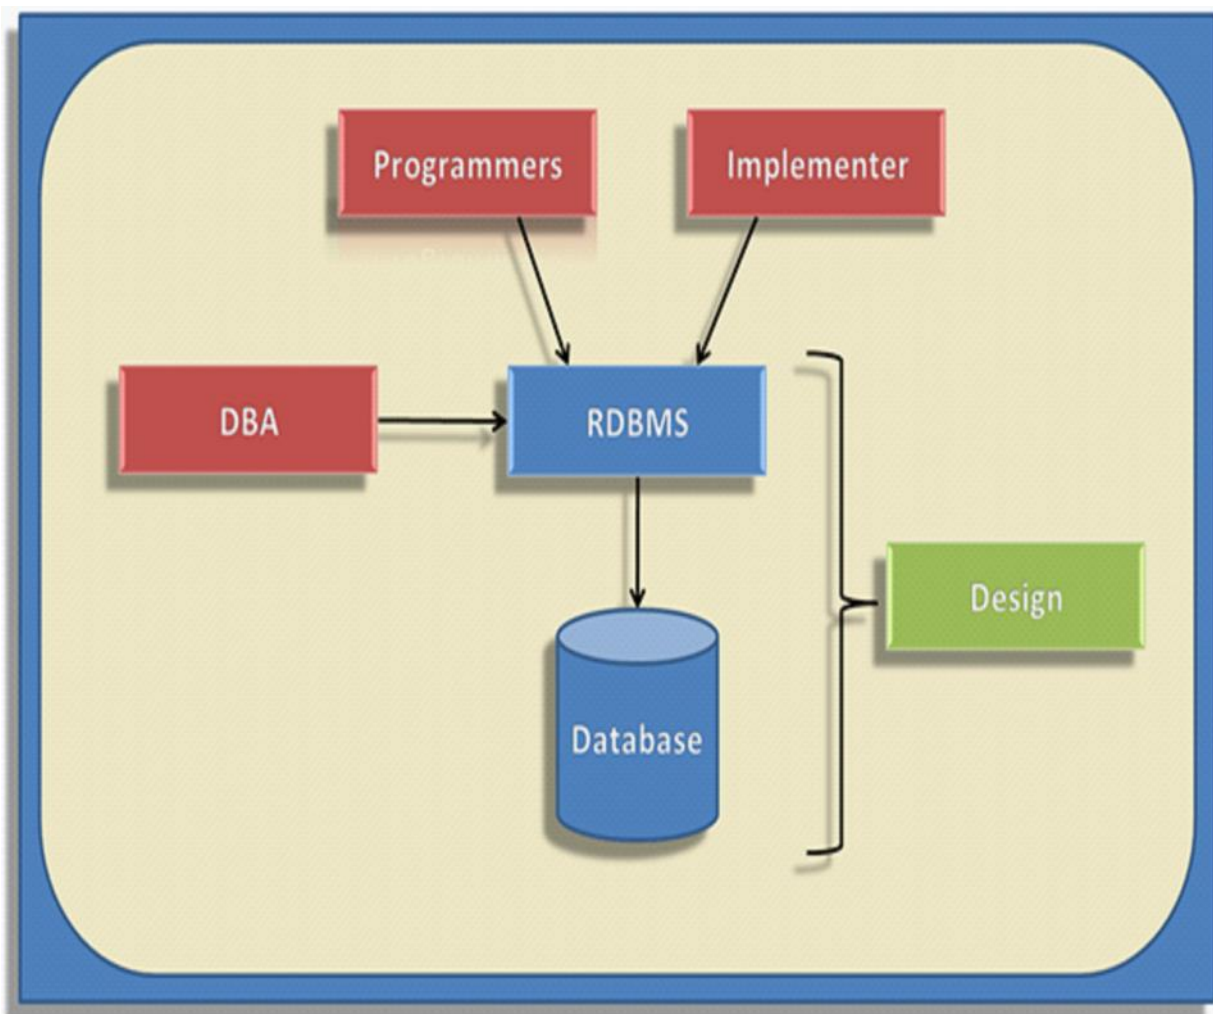 Programmers
Implementer
DBA
RDBMS
Design
Database